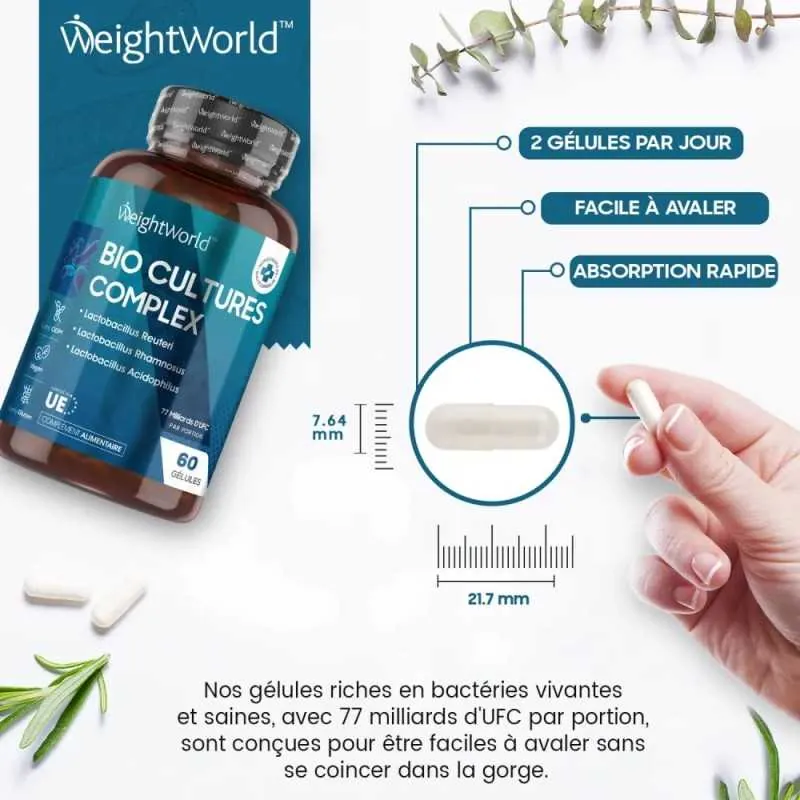 WeightWorld™
WeightWorld
WeightWorld™
BIO CULTURES
COMPLEX
• Lactobacillus Reuteri
• Lactobacillus Rhamnosus
• Lactobacillus Acidophilus
Vegan
UE
COMPLÉMENT ALIMENTAIRE
77 Milliards D'UFC
PAR PORTION
60
GÉLULES
2 GÉLULES PAR JOUR
FACILE À AVALER
ABSORPTION RAPIDE
7.64
mm
21.7 mm
Nos gélules riches en bactéries vivantes
et saines, avec 77 milliards d'UFC par portion,
sont conçues pour être faciles à avaler sans
se coincer dans la gorge.